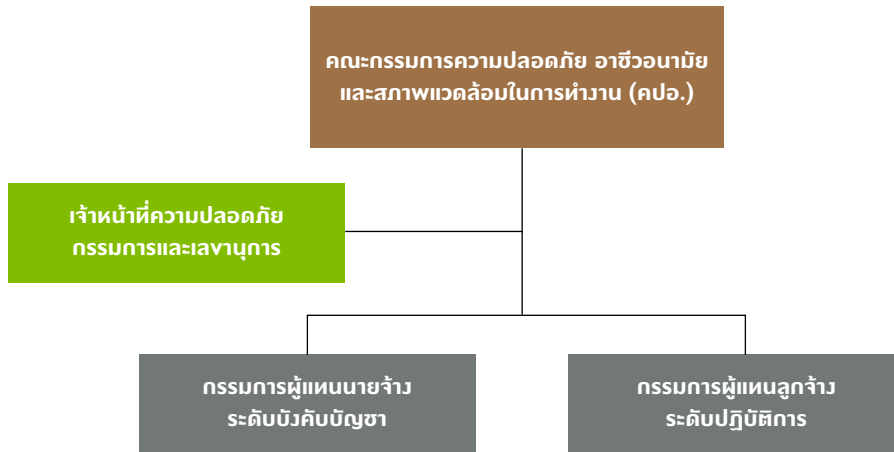 คณะกรรมการความปลอดภัย อาชีวอนามัย
และสภาพแวดล้อมในการทำงาน (คปอ.)
เจ้าหน้าที่ความปลอดภัย
กรรมการและเลขานุการ
กรรมการผู้แทนนายจ้าง
ระดับบังคับบัญชา
กรรมการผู้แทนลูกจ้าง
ระดับปฏิบัติการ